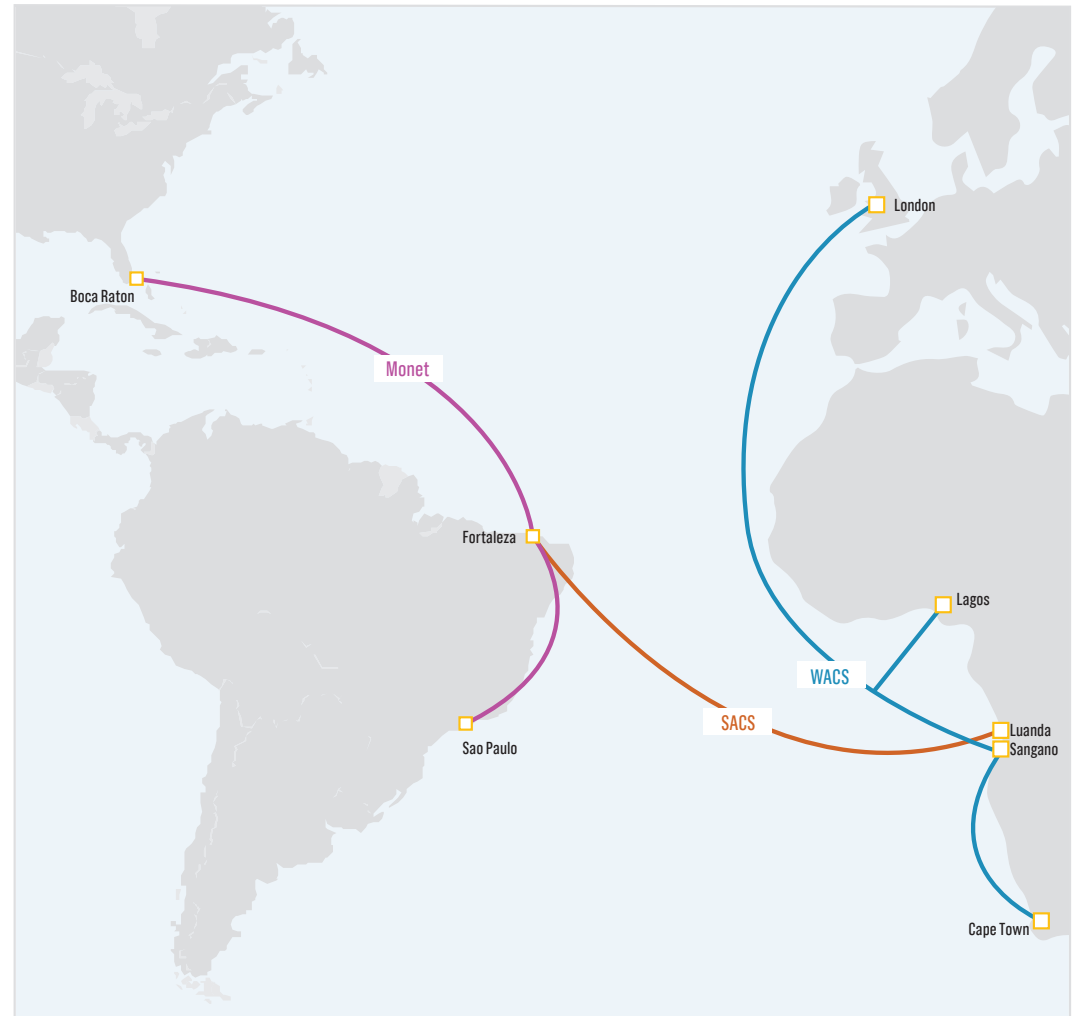 London
Boca Raton
Monet
Fortaleza
Lagos
WACS
SACS
Luanda
Sao Paulo
Sangano
Cape Town